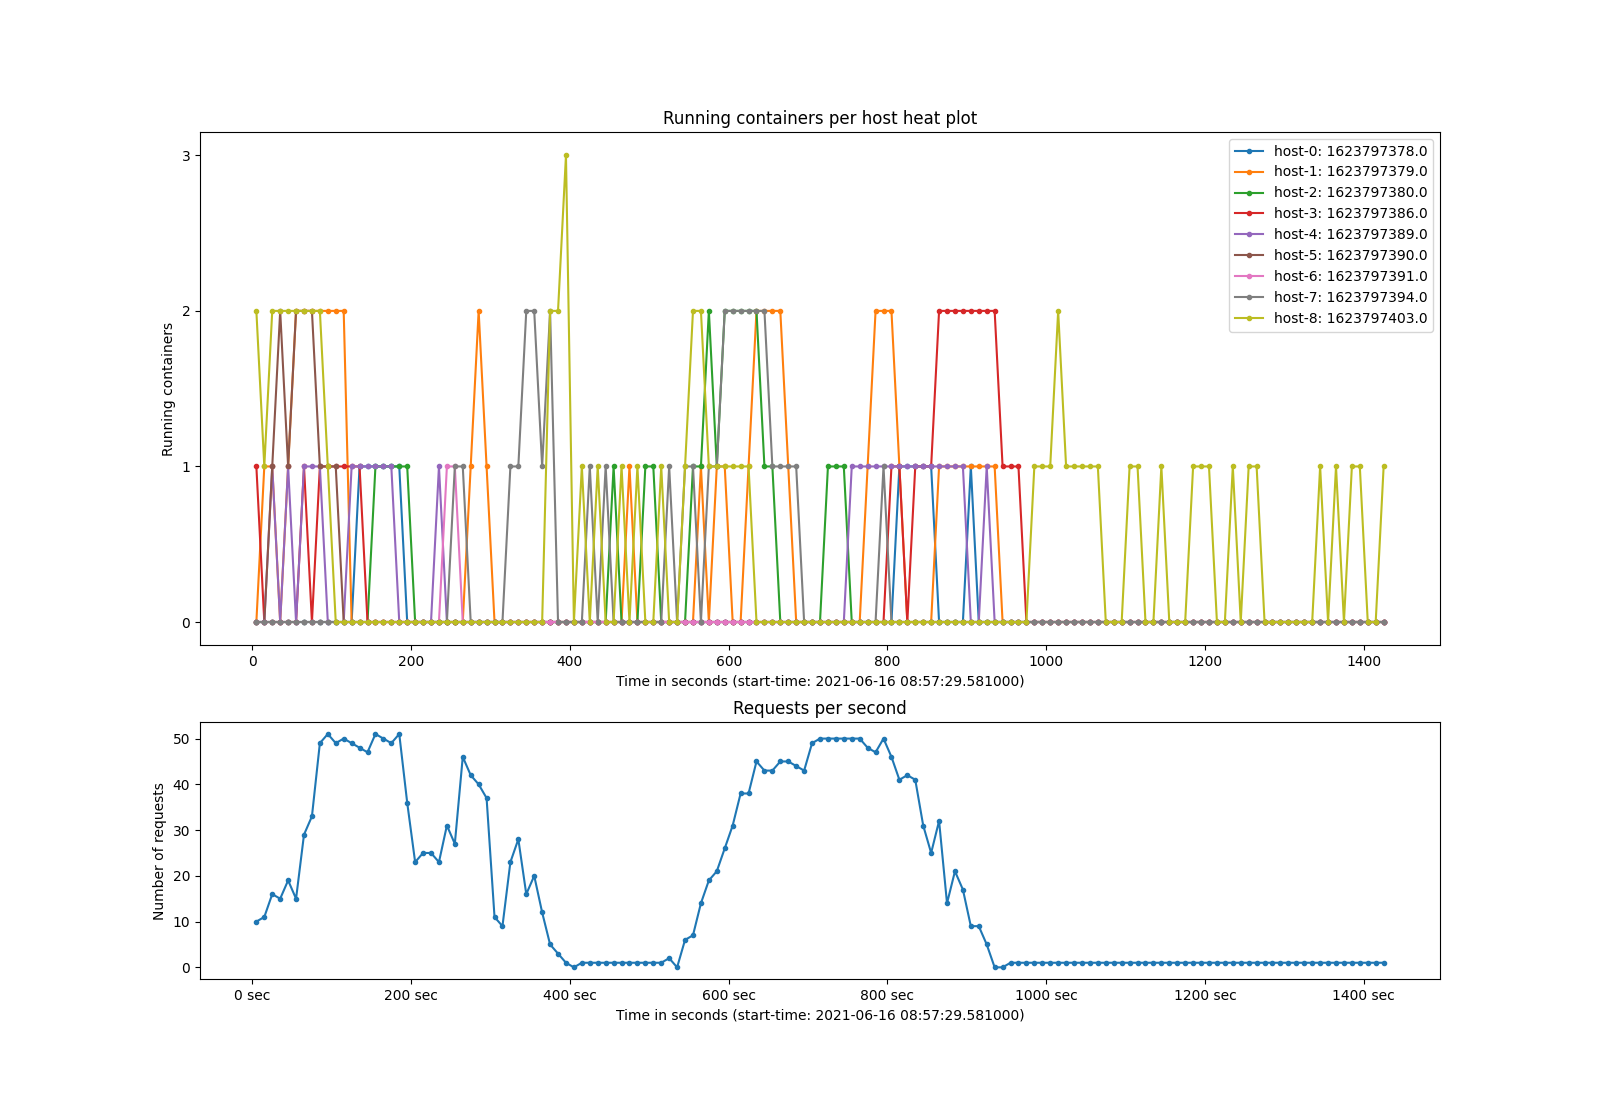 Running containers per host heat plot
Running containers
3
2
1
0
host-0: 1623797378.0
host-1: 1623797379.0
host-2: 1623797380.0
host-3: 1623797386.0
host-4: 1623797389.0
host-5: 1623797390.0
host-6: 1623797391.0
host-7: 1623797394.0
host-8: 1623797403.0
0 200 400 600 800 1000 1200 1400
Time in seconds (start-time: 2021-06-16 08:57:29.581000)
Requests per second
Number of requests
50
40
30
20
10
0
0 sec 200 sec 400 sec 600 sec 800 sec 1000 sec 1200 sec 1400 sec
Time in seconds (start-time: 2021-06-16 08:57:29.581000)